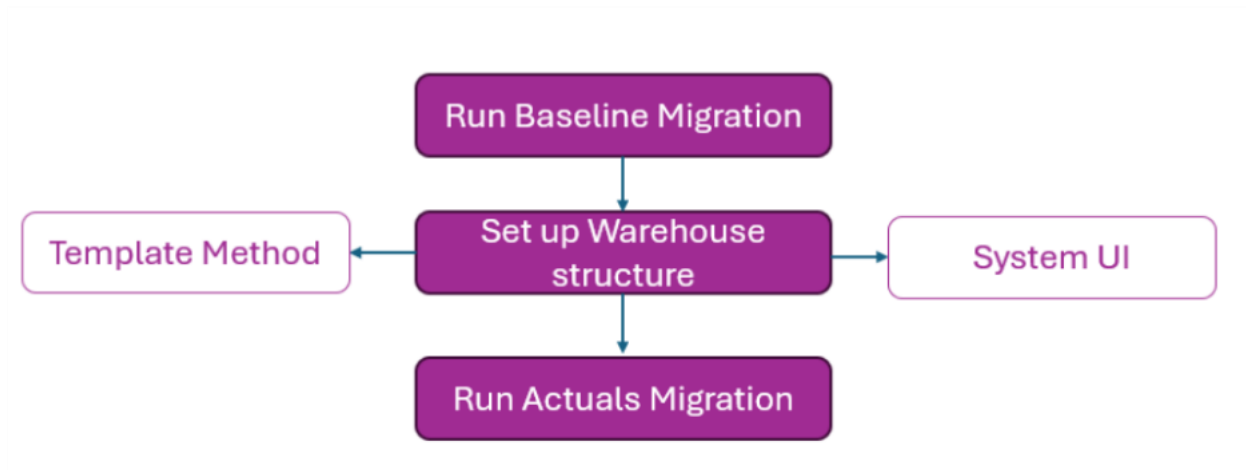 Run Baseline Migration
Template Method
Set up Warehouse
structure
System UI
Run Actuals Migration